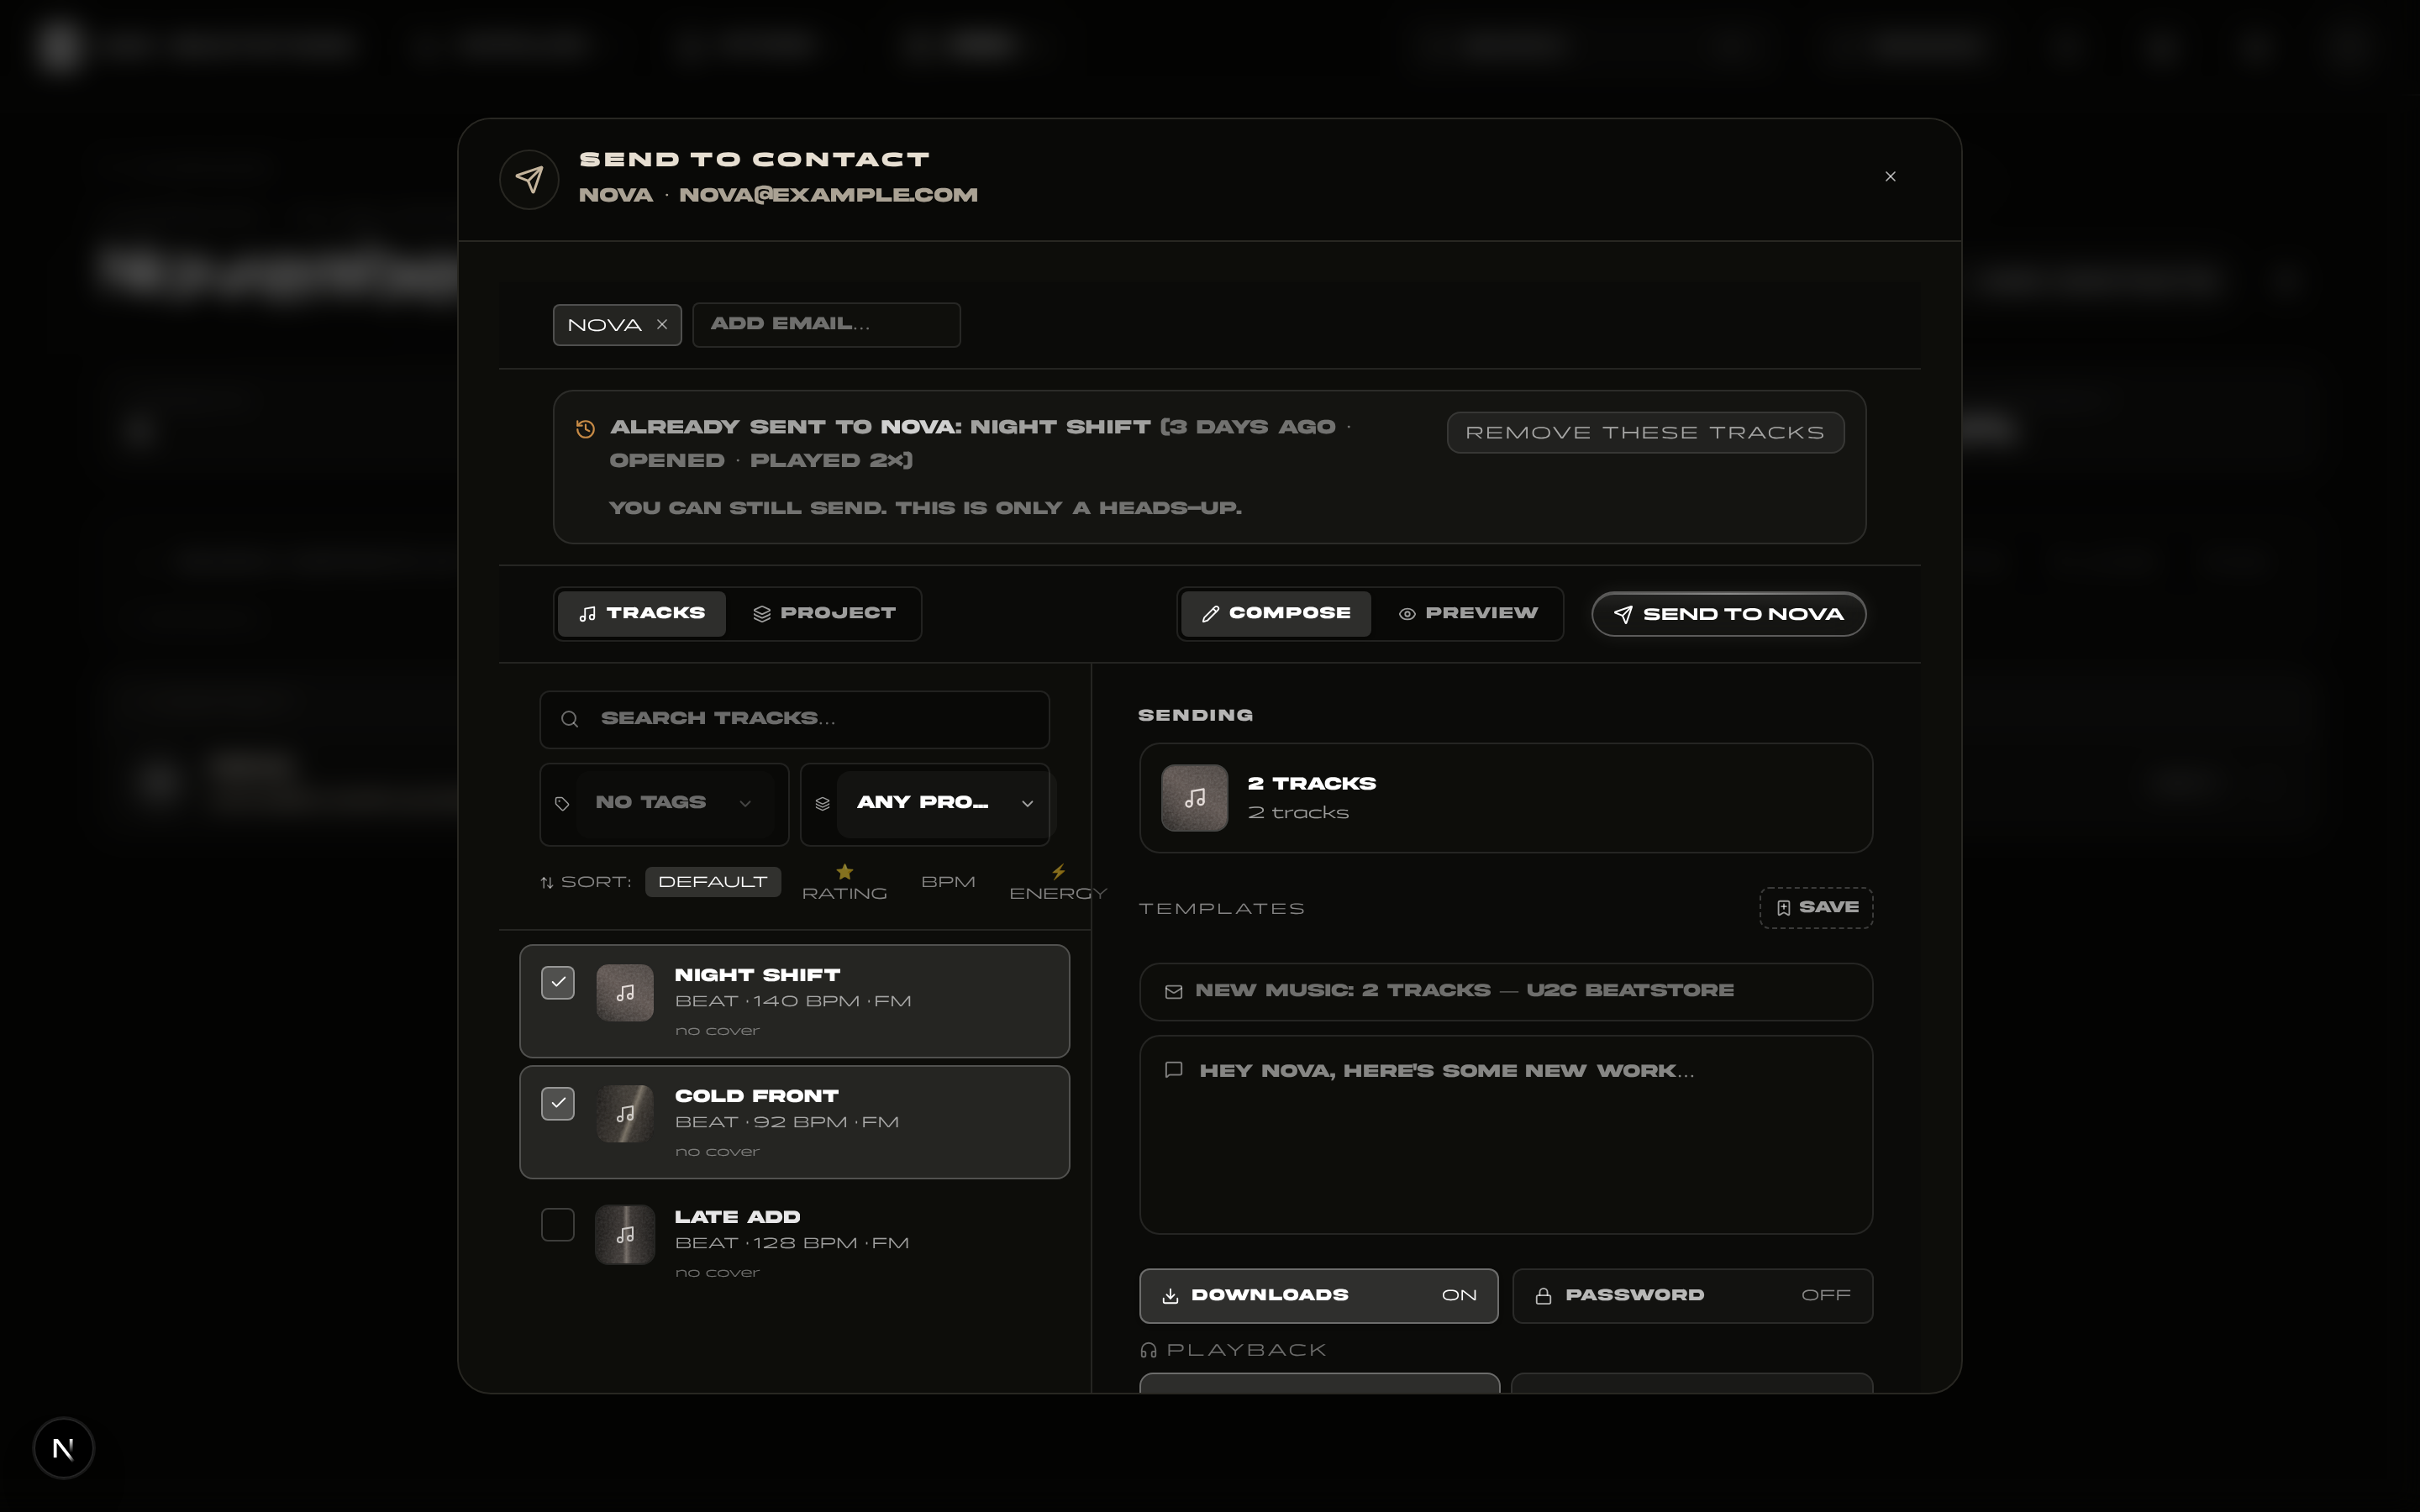 SEND TO CONTACT
NOVA · NOVA@EXAMPLE.COM
NOVA
ADD EMAIL...
ALREADY SENT TO NOVA: NIGHT SHIFT (3 DAYS AGO ·
OPENED · PLAYED 2×)
REMOVE THESE TRACKS
YOU CAN STILL SEND. THIS IS ONLY A HEADS-UP.
TRACKS
PROJECT
COMPOSE
PREVIEW
SEND TO NOVA
SEARCH TRACKS...
NO TAGS
ANY PRO...
SORT:
DEFAULT
RATING
BPM
ENERGY
NIGHT SHIFT
BEAT · 140 BPM · FM
no cover
COLD FRONT
BEAT · 92 BPM · FM
no cover
LATE ADD
BEAT · 128 BPM · FM
no cover
SENDING
2 TRACKS
2 tracks
TEMPLATES
SAVE
NEW MUSIC: 2 TRACKS — U2C BEATSTORE
HEY NOVA, HERE'S SOME NEW WORK...
DOWNLOADS
ON
PASSWORD
OFF
PLAYBACK
N